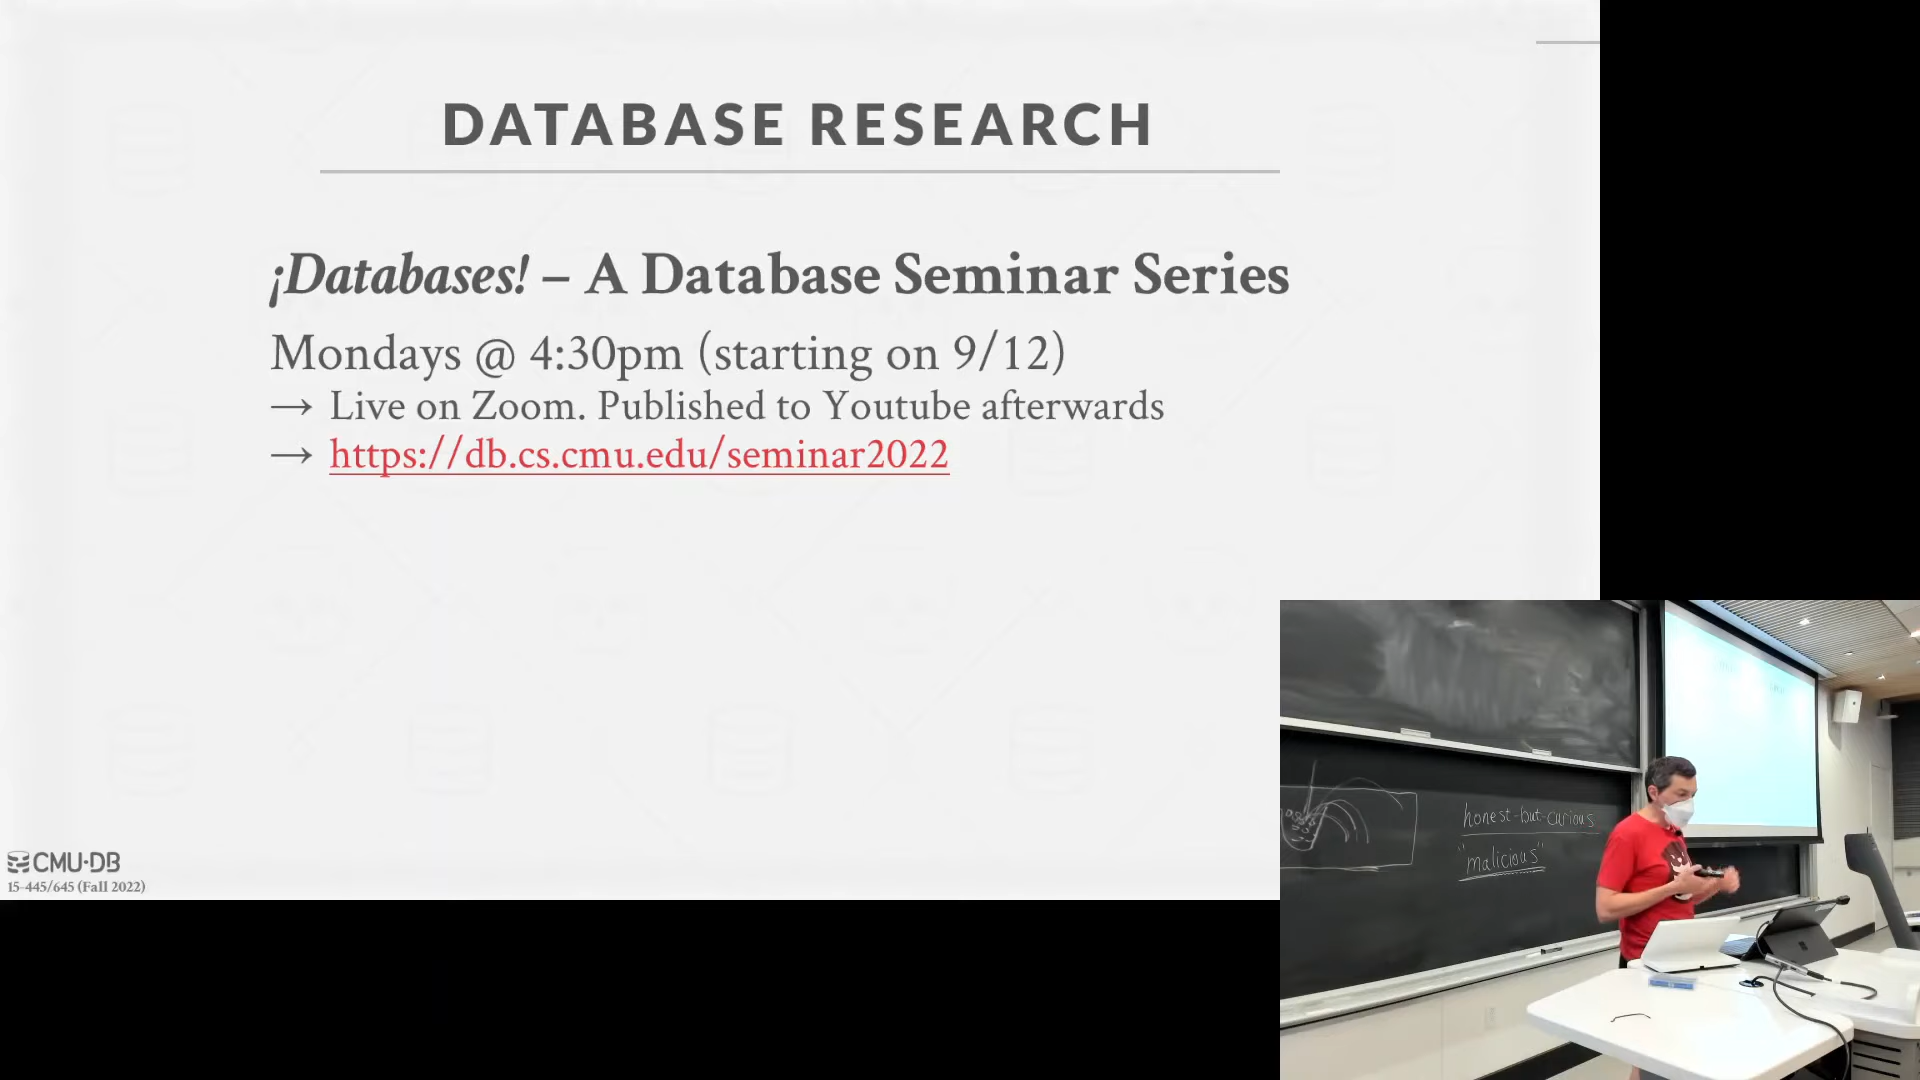 DATABASE RESEARCH
¡Databases! – A Database Seminar Series
Mondays @ 4:30pm (starting on 9/12)
→ Live on Zoom. Published to Youtube afterwards
→ https://db.cs.cmu.edu/seminar2022
CMU·DB
15-445/645 (Fall 2022)
honest-but-curious
"malicious"